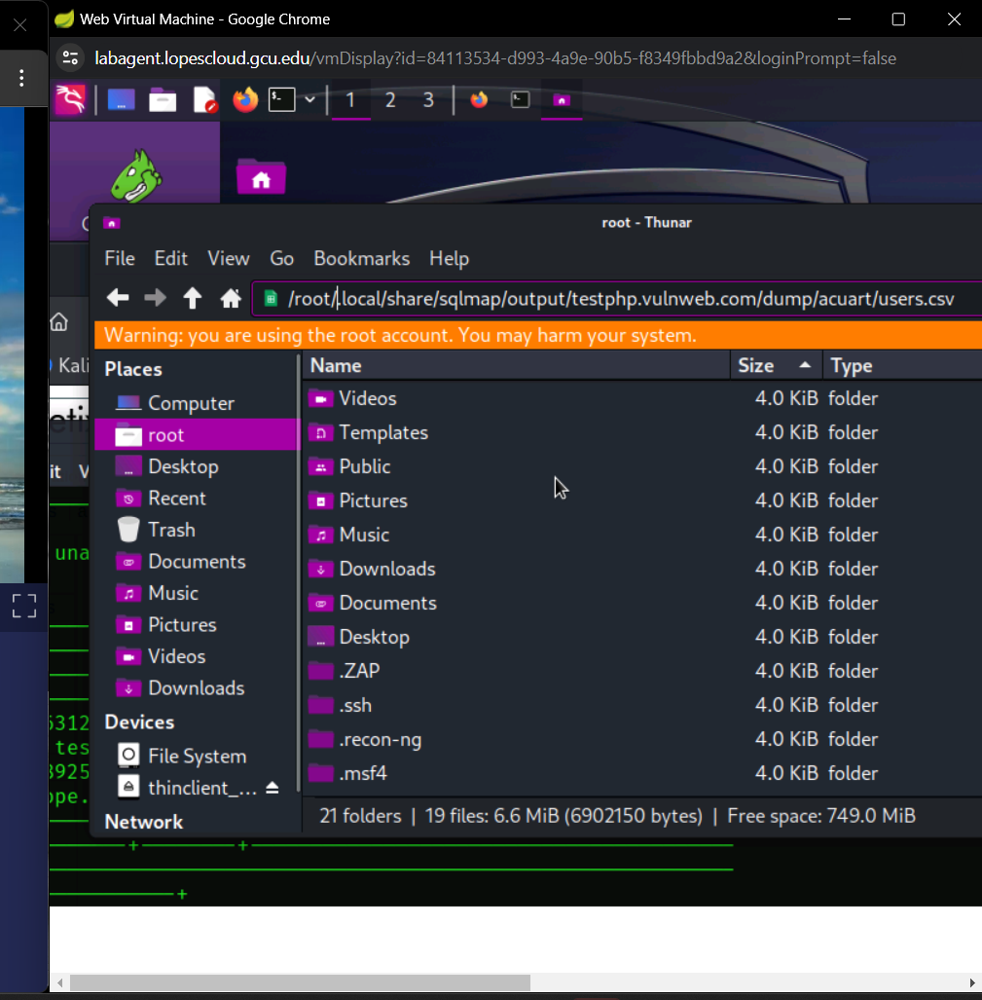 Web Virtual Machine - Google Chrome
labagent.lopescloud.gcu.edu/vmDisplay?id=84113534-d993-4a9e-90b5-f8349fbbd9a2&loginPrompt=false
1 2 3
root - Thunar
File Edit View Go Bookmarks Help
/root/.local/share/sqlmap/output/testphp.vulnweb.com/dump/acuart/users.csv
Warning: you are using the root account. You may harm your system.
Kali
Places
Computer
root
Desktop
Recent
Trash
Documents
Music
Pictures
Videos
Downloads
Devices
File System
thinclient_...
Network
Name Size Type
Videos 4.0 KiB folder
Templates 4.0 KiB folder
Public 4.0 KiB folder
Pictures 4.0 KiB folder
Music 4.0 KiB folder
Downloads 4.0 KiB folder
Documents 4.0 KiB folder
Desktop 4.0 KiB folder
.ZAP 4.0 KiB folder
.ssh 4.0 KiB folder
.recon-ng 4.0 KiB folder
.msf4 4.0 KiB folder
21 folders | 19 files: 6.6 MiB (6902150 bytes) | Free space: 749.0 MiB
it V
una
5312
tes
3925
ope.